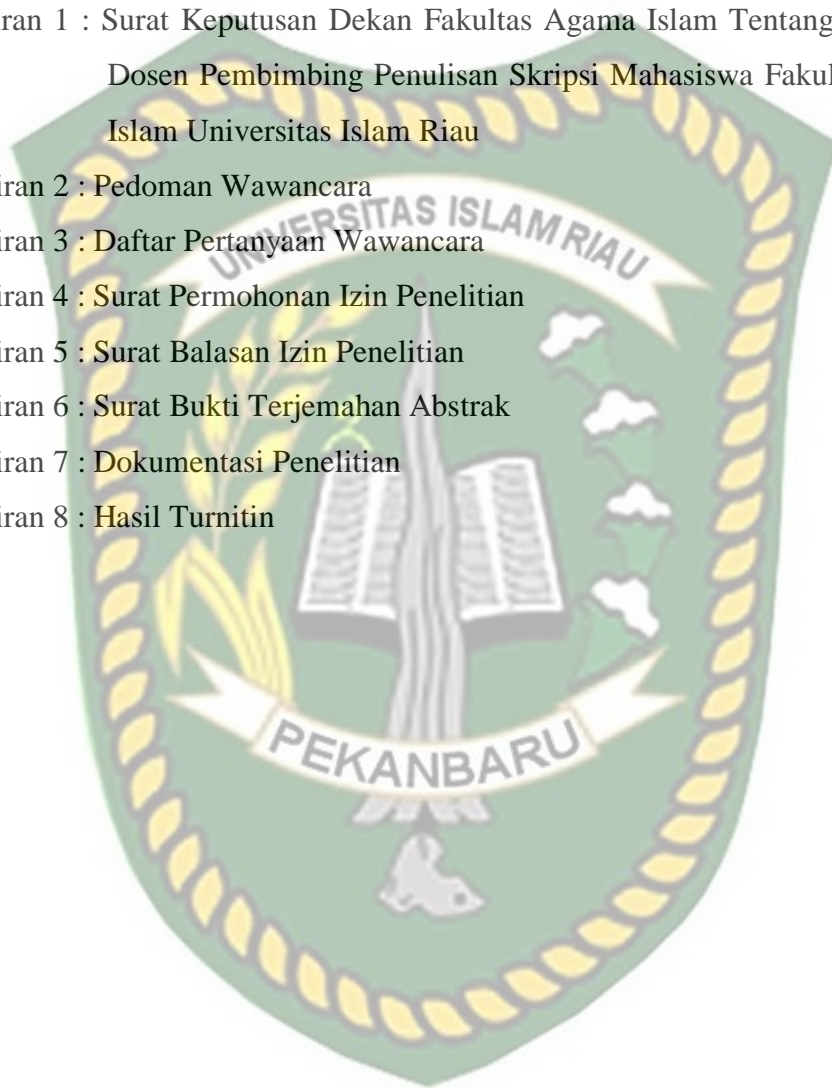 iran 1 : Surat Keputusan Dekan Fakultas Agama Islam Tentang
Dosen Pembimbing Penulisan Skripsi Mahasiswa Fakul
Islam Universitas Islam Riau
iran 2 : Pedoman Wawancara
iran 3 : Daftar Pertanyaan Wawancara
iran 4 : Surat Permohonan Izin Penelitian
iran 5 : Surat Balasan Izin Penelitian
iran 6 : Surat Bukti Terjemahan Abstrak
iran 7 : Dokumentasi Penelitian
iran 8 : Hasil Turnitin
UNIVERSITAS ISLAM RIAU
PEKANBARU